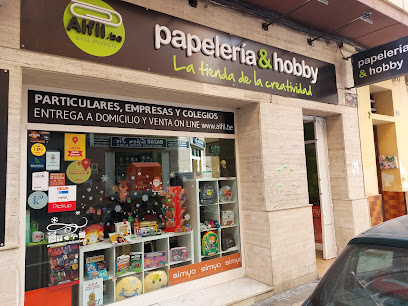 Alfil.be
papelería&hobby
La tienda de la creatividad
papelería
& hobby
PARTICULARES, EMPRESAS Y COLEGIOS
ENTREGA A DOMICILIO Y VENTA ON LINE www.alfil.be
Pickup
simyo simyo simyo